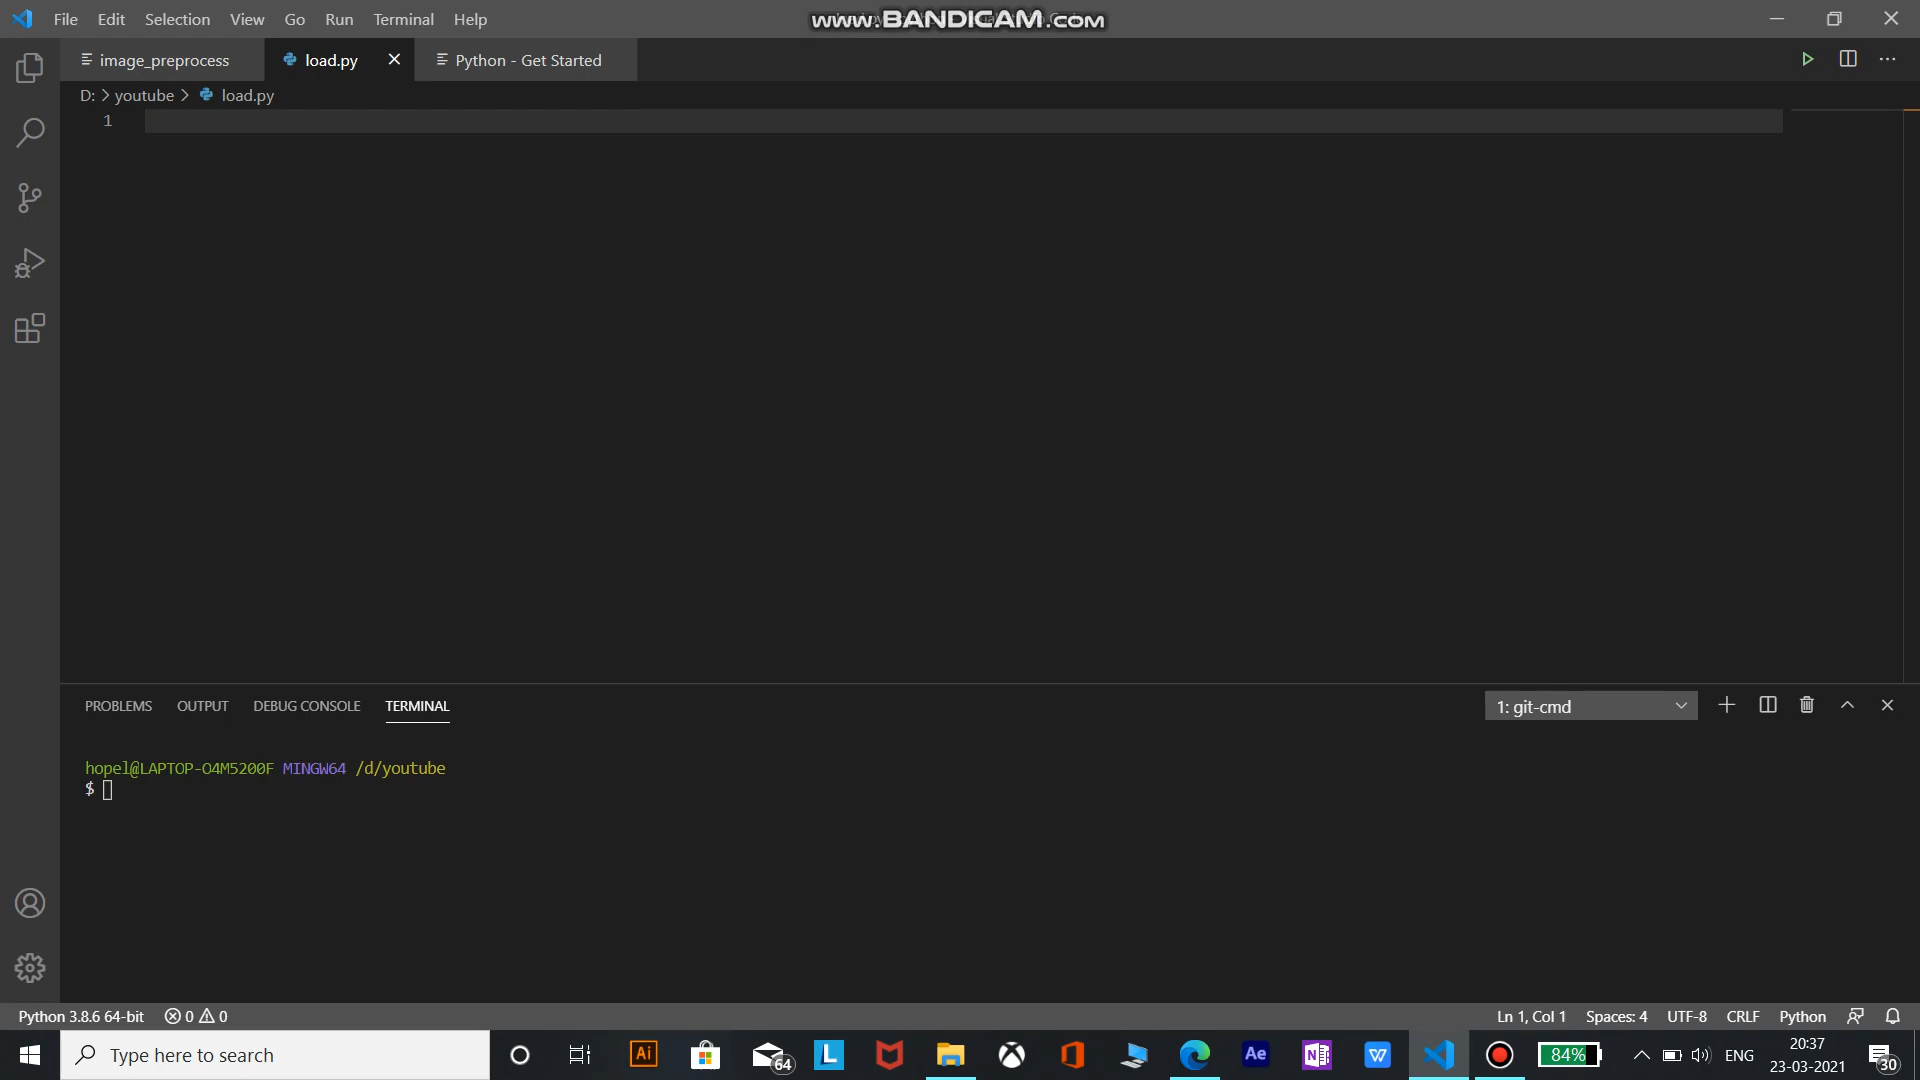 File Edit Selection View Go Run Terminal Help
www.BANDICAM.com
image_preprocess load.py Python - Get Started
D: > youtube > load.py
1
PROBLEMS OUTPUT DEBUG CONSOLE TERMINAL
1: git-cmd
hopel@LAPTOP-O4M5200F MINGW64 /d/youtube
$
Python 3.8.6 64-bit 0 0 Ln 1, Col 1 Spaces: 4 UTF-8 CRLF Python
Type here to search
Ai 64 L Ae N W 84% ENG
20:37
23-03-2021
30